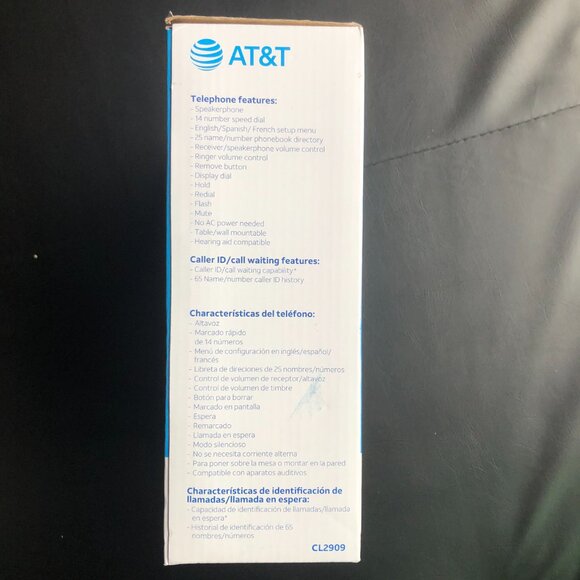 AT&T
Telephone features:
- Speakerphone
- 14 number speed dial
- English/Spanish/ French setup menu
- 25 name/number phonebook directory
- Receiver/speakerphone volume control
- Ringer volume control
- Remove button
- Display dial
- Hold
- Redial
- Flash
- Mute
- No AC power needed
- Table/wall mountable
- Hearing aid compatible
Caller ID/call waiting features:
- Caller ID/call waiting capability*
- 65 Name/number caller ID history
Características del teléfono:
- Altavoz
- Marcado rápido
de 14 números
- Menú de configuración en inglés/español/
francés
- Libreta de direciones de 25 nombres/números
- Control de volumen de receptor/altavoz
- Control de volumen de timbre
- Botón para borrar
- Marcado en pantalla
- Espera
- Remarcado
- Llamada en espera
- Modo silencioso
- No se necesita corriente alterna
- Para poner sobre la mesa o montar en la pared
- Compatible con aparatos auditivos
Características de identificación de
llamadas/llamada en espera:
- Capacidad de identificación de llamadas/llamada
en espera*
- Historial de identificación de 65
nombres/números
CL2909